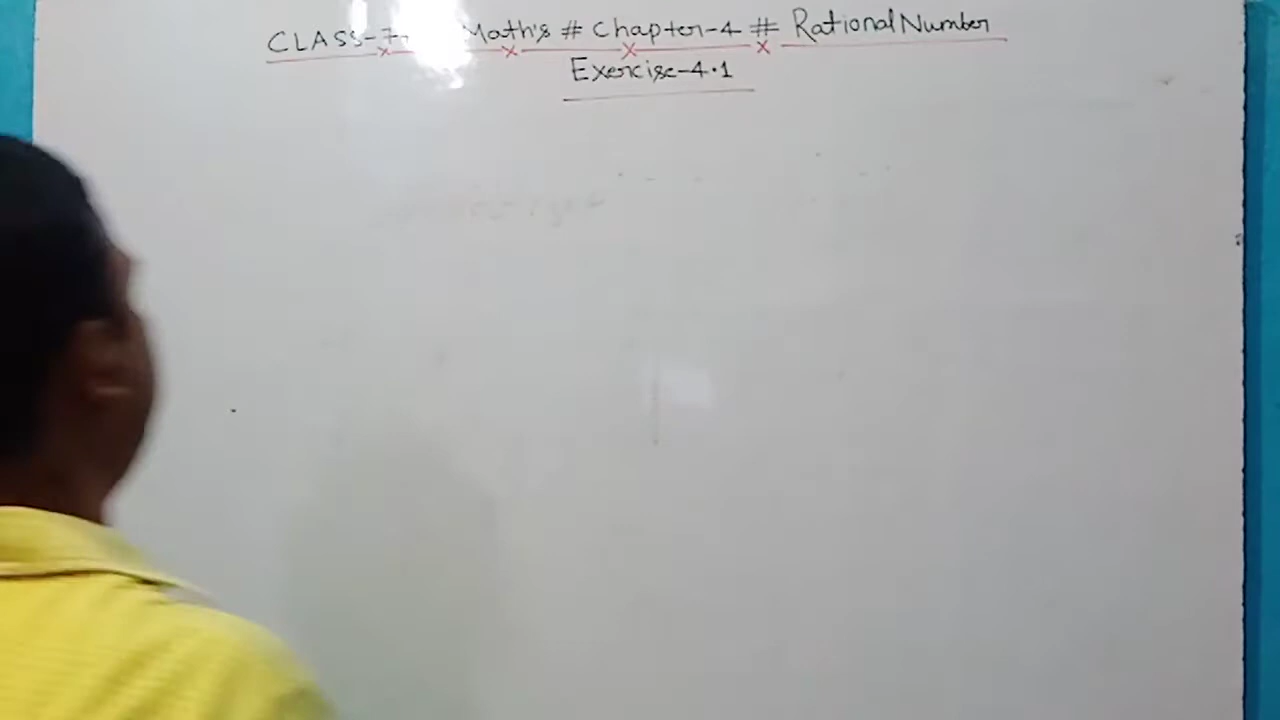 CLASS-7 Math's # Chapter-4 # Rational Number
Exercise-4.1